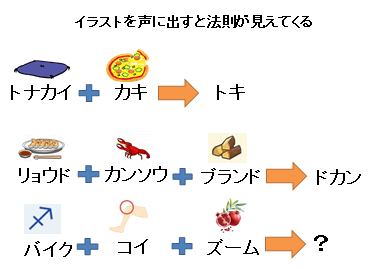 イラストを声に出すと法則が見えてくる
トナカイ + カキ トキ
リョウド + カンソウ + ブランド ドカン
バイク + コイ + ズーム ?